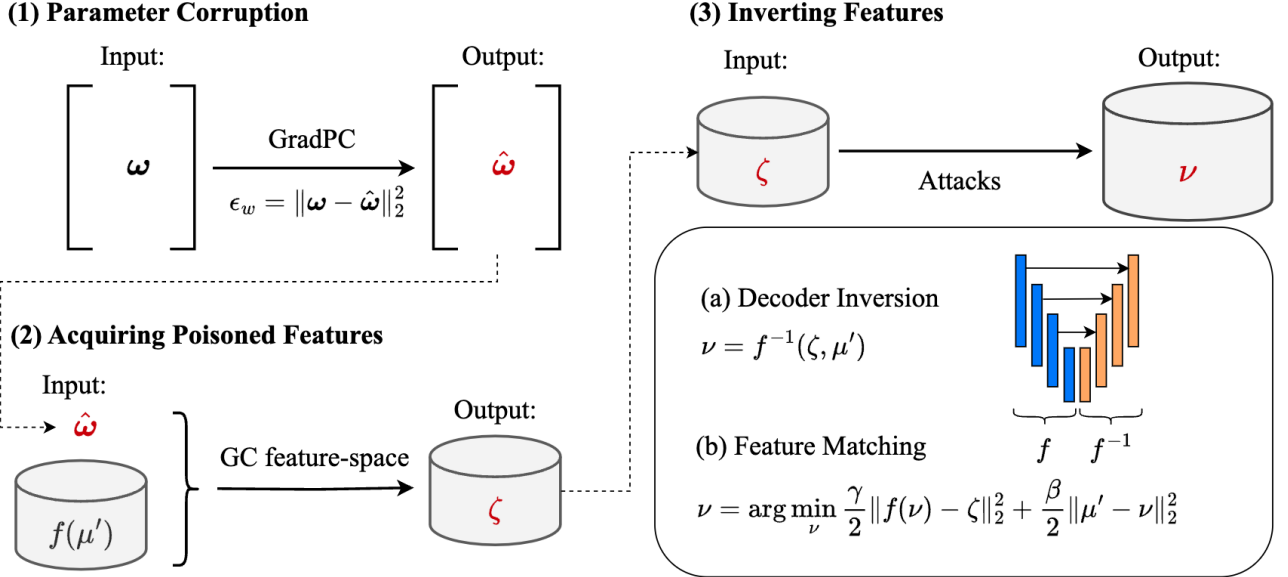 (1) Parameter Corruption
Input:
Output:
ω
GradPC
ϵ_w = ‖ω − ω̂‖₂²
ω̂
(2) Acquiring Poisoned Features
Input:
ω̂
f(μ′)
GC feature-space
Output:
ζ
(3) Inverting Features
Input:
Output:
ζ
Attacks
ν
(a) Decoder Inversion
ν = f⁻¹(ζ, μ′)
f f⁻¹
(b) Feature Matching
ν = arg min_ν γ/2 ‖f(ν) − ζ‖₂² + β/2 ‖μ′ − ν‖₂²